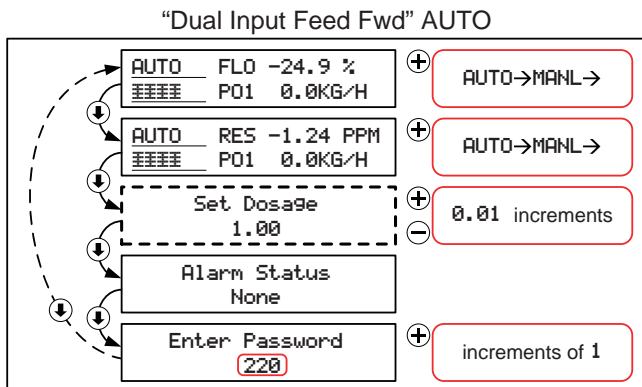 “Dual Input Feed Fwd” AUTO
AUTO FLO -24.9 %
PO1 0.0KG/H
AUTO→MANL→
AUTO RES -1.24 PPM
PO1 0.0KG/H
AUTO→MANL→
Set Dosage
1.00
0.01 increments
Alarm Status
None
Enter Password
220
increments of 1